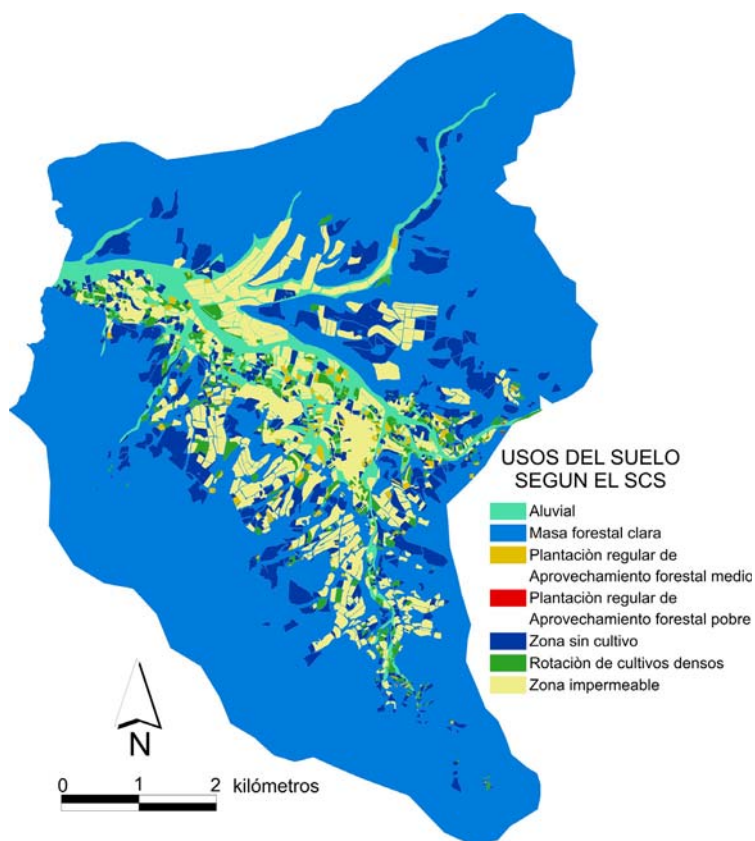 USOS DEL SUELO
SEGUN EL SCS
Aluvial
Masa forestal clara
Plantaciòn regular de
Aprovechamiento forestal medio
Plantaciòn regular de
Aprovechamiento forestal pobre
Zona sin cultivo
Rotaciòn de cultivos densos
Zona impermeable
N
0 1 2 kilómetros